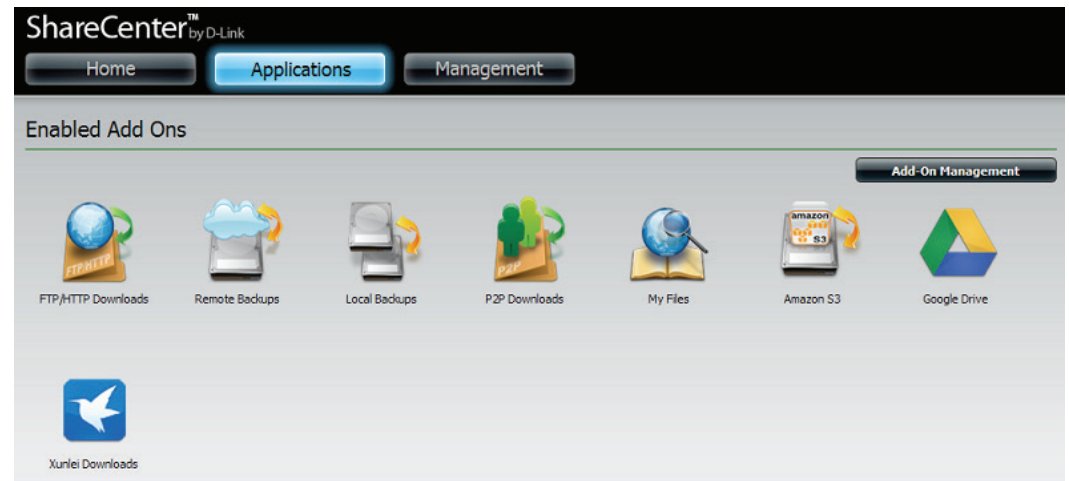 ShareCenter™ by D-Link
Home Applications Management
Enabled Add Ons
Add-On Management
FTP/HTTP
P2P
amazon
S3
FTP/HTTP Downloads Remote Backups Local Backups P2P Downloads My Files Amazon S3 Google Drive
Xunlei Downloads